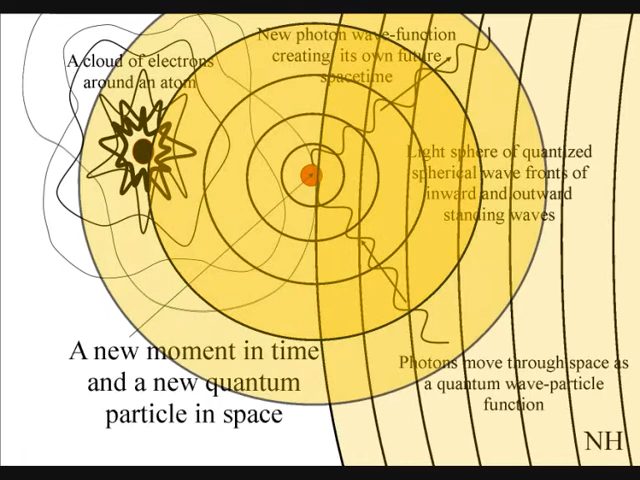 New photon wave-function
creating, its own future
spacetime
A cloud of electrons
around an atom
Light sphere of quantized
spherical wave fronts of
inward and outward
standing waves
A new moment in time
and a new quantum
particle in space
Photons move through space as
a quantum wave-particle
function
NH